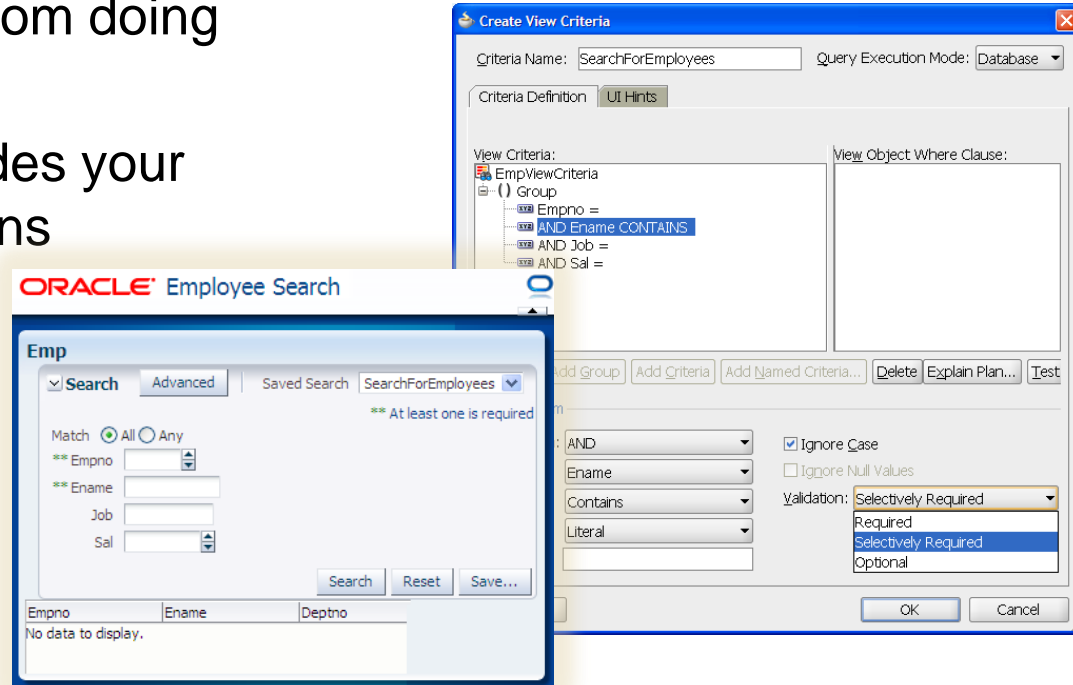 om doing
des your
ns
Create View Criteria
Criteria Name: SearchForEmployees Query Execution Mode: Database
Criteria Definition UI Hints
View Criteria: View Object Where Clause:
EmpViewCriteria
( ) Group
Empno =
AND Ename CONTAINS
AND Job =
AND Sal =
Add Group Add Criteria Add Named Criteria... Delete Explain Plan... Test
AND Ignore Case
Ename Ignore Null Values
Contains Validation: Selectively Required
Literal Required
Selectively Required
Optional
OK Cancel
ORACLE Employee Search
Emp
Search Advanced Saved Search SearchForEmployees
** At least one is required
Match All Any
** Empno
** Ename
Job
Sal
Search Reset Save...
Empno Ename Deptno
No data to display.